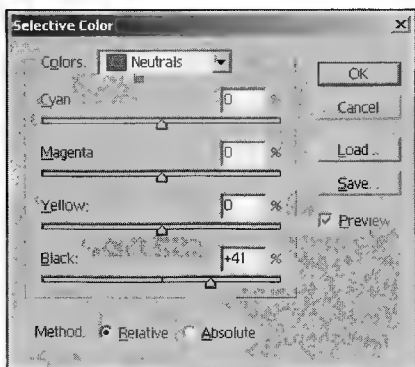 Selective Color
Colors. Neutrals
OK
Cyan 0 %
Cancel
Magenta 0 %
Load...
Yellow: 0 %
Save...
Preview
Black: +41 %
Method. Relative Absolute